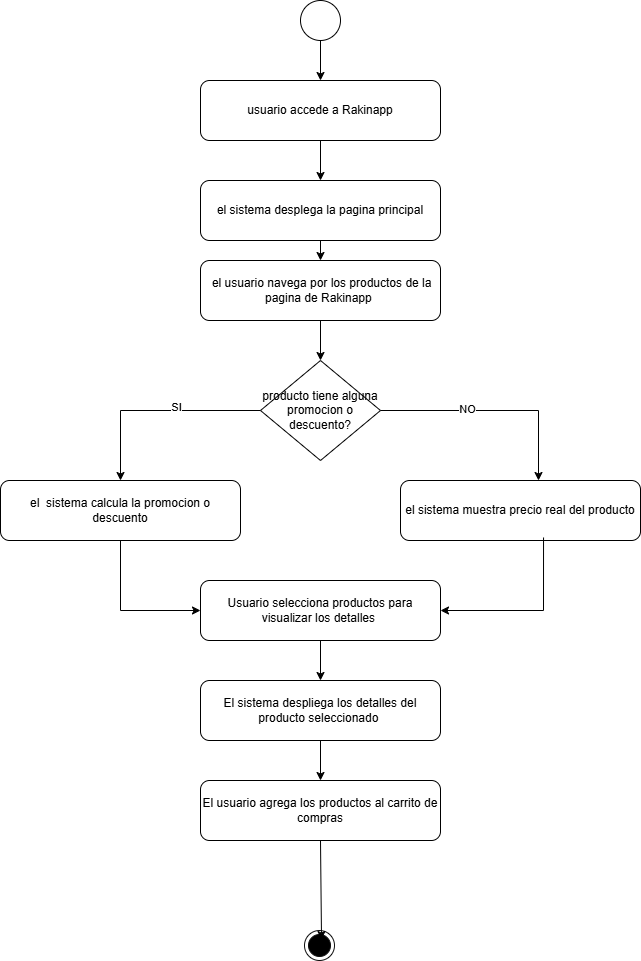 usuario accede a Rakinapp
el sistema desplega la pagina principal
el usuario navega por los productos de la
pagina de Rakinapp
producto tiene alguna
promocion o
descuento?
SI
NO
el sistema calcula la promocion o
descuento
el sistema muestra precio real del producto
Usuario selecciona productos para
visualizar los detalles
El sistema despliega los detalles del
producto seleccionado
El usuario agrega los productos al carrito de
compras